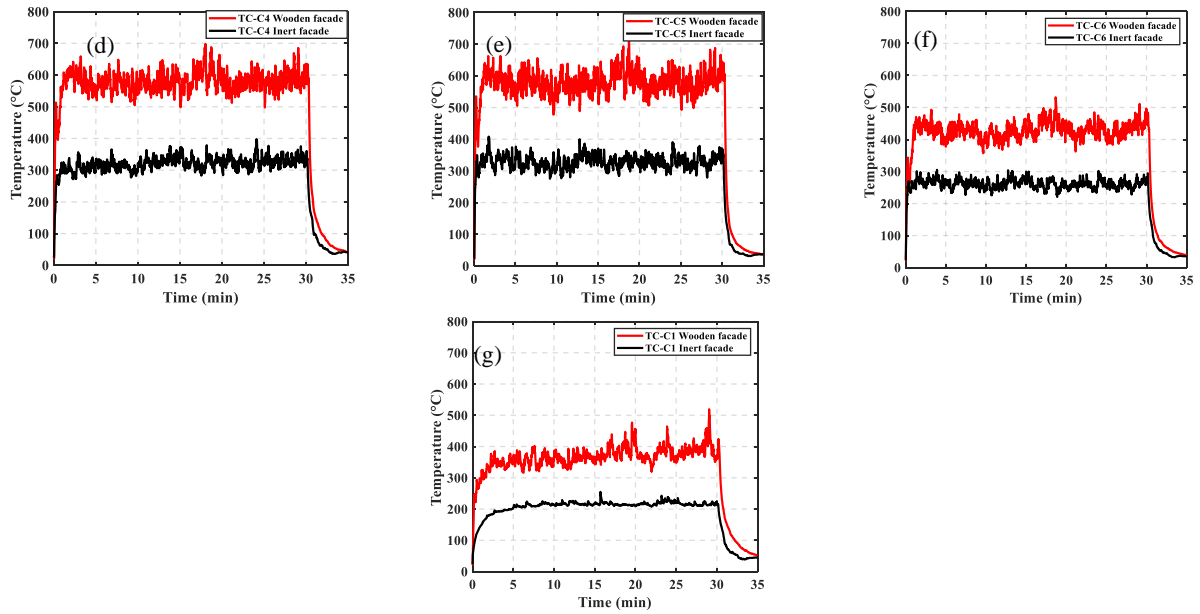 (d)
TC-C4 Wooden facade
TC-C4 Inert facade
Temperature (°C)
800
700
600
500
400
300
200
100
0
0 5 10 15 20 25 30 35
Time (min)
(e)
TC-C5 Wooden facade
TC-C5 Inert facade
Temperature (°C)
800
700
600
500
400
300
200
100
0
0 5 10 15 20 25 30 35
Time (min)
(f)
TC-C6 Wooden facade
TC-C6 Inert facade
Temperature (°C)
800
700
600
500
400
300
200
100
0
0 5 10 15 20 25 30 35
Time (min)
(g)
TC-C1 Wooden facade
TC-C1 Inert facade
Temperature (°C)
800
700
600
500
400
300
200
100
0
0 5 10 15 20 25 30 35
Time (min)